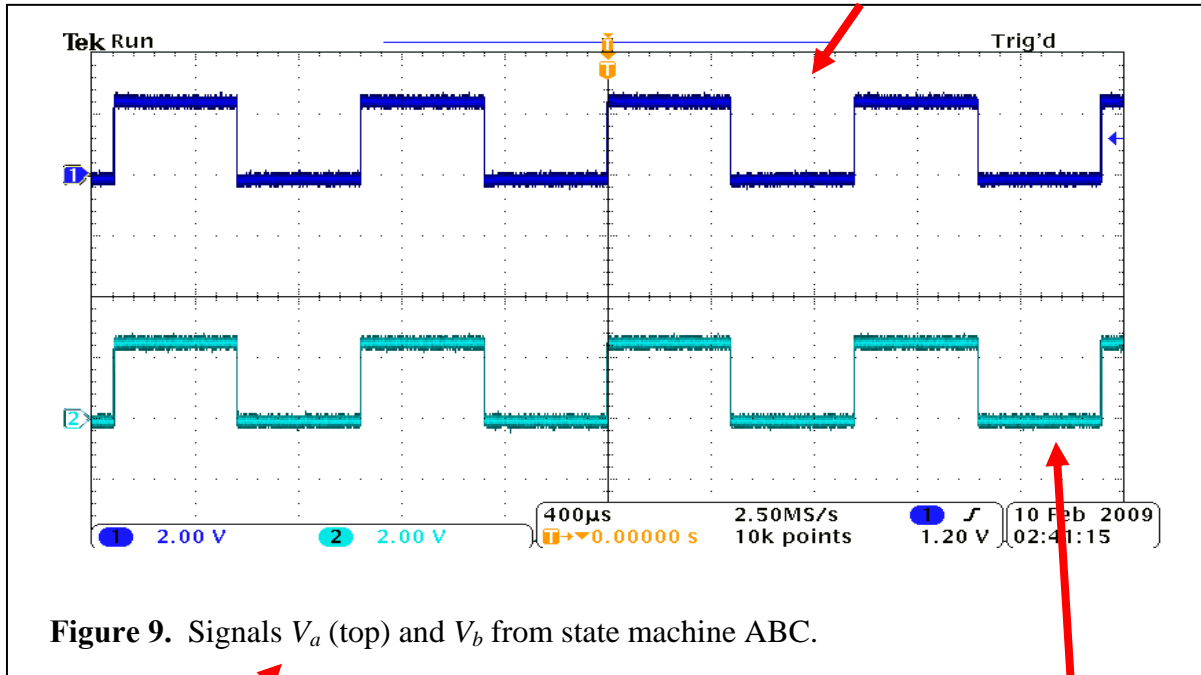 Tek Run Trig'd
T
T
1
2
1 2.00 V 2 2.00 V
400µs 2.50MS/s 1 10 Feb 2009
T→▼0.00000 s 10k points 1.20 V 02:41:15
Figure 9. Signals Va (top) and Vb from state machine ABC.